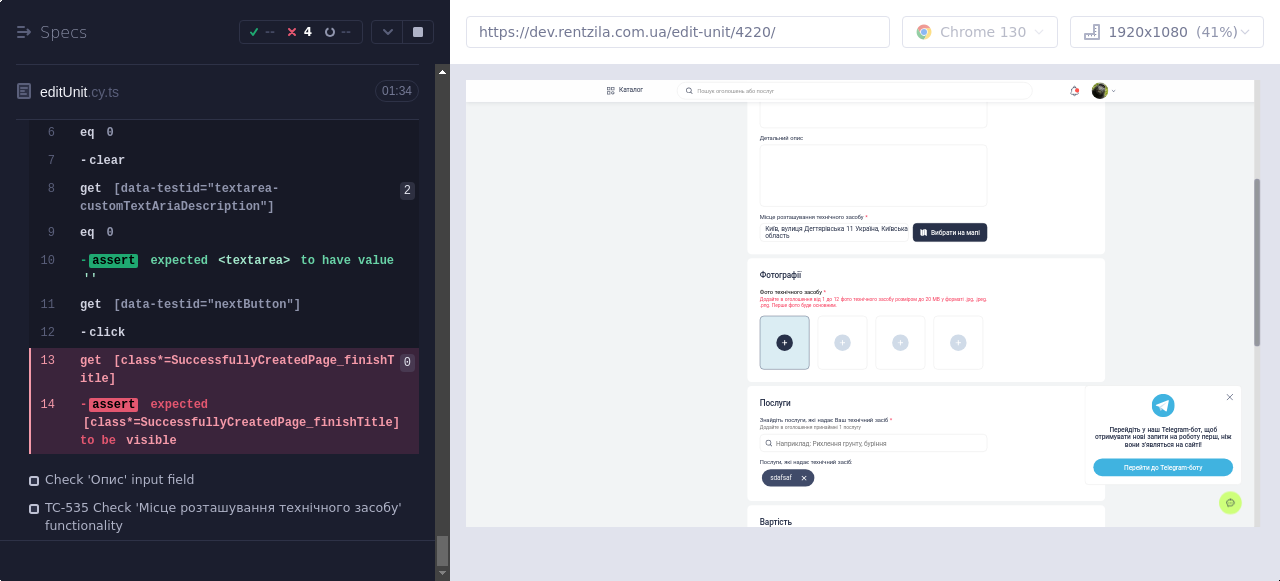 Specs
-- 4 --
editUnit.cy.ts 01:34
6 eq 0
7 -clear
8 get [data-testid="textarea-
customTextAriaDescription"] 2
9 eq 0
10 -assert expected <textarea> to have value
''
11 get [data-testid="nextButton"]
12 -click
13 get [class*=SuccessfullyCreatedPage_finishT
itle] 0
14 -assert expected
[class*=SuccessfullyCreatedPage_finishTitle]
to be visible
Check 'Опис' input field
TC-535 Check 'Місце розташування технічного засобу'
functionality
https://dev.rentzila.com.ua/edit-unit/4220/
Chrome 130
1920x1080 (41%)
Каталог
Пошук оголошень або послуг
Детальний опис
Місце розташування технічного засобу *
Київ, вулиця Дегтярівська 11 Україна, Київська
область
Вибрати на мапі
Фотографії
Фото технічного засобу *
Додайте в оголошення від 1 до 12 фото технічного засобу розміром до 20 MB у форматі .jpg, .jpeg,
.png. Перше фото буде основним.
Послуги
Знайдіть послуги, які надає Ваш технічний засіб *
Додайте в оголошення принаймні 1 послугу
Наприклад: Рихлення грунту, буріння
Послуги, які надає технічний засіб:
sdafsaf
Вартість
Перейдіть у наш Telegram-бот, щоб
отримувати нові запити на роботу перш, ніж
вони з'являться на сайті!
Перейти до Telegram-боту